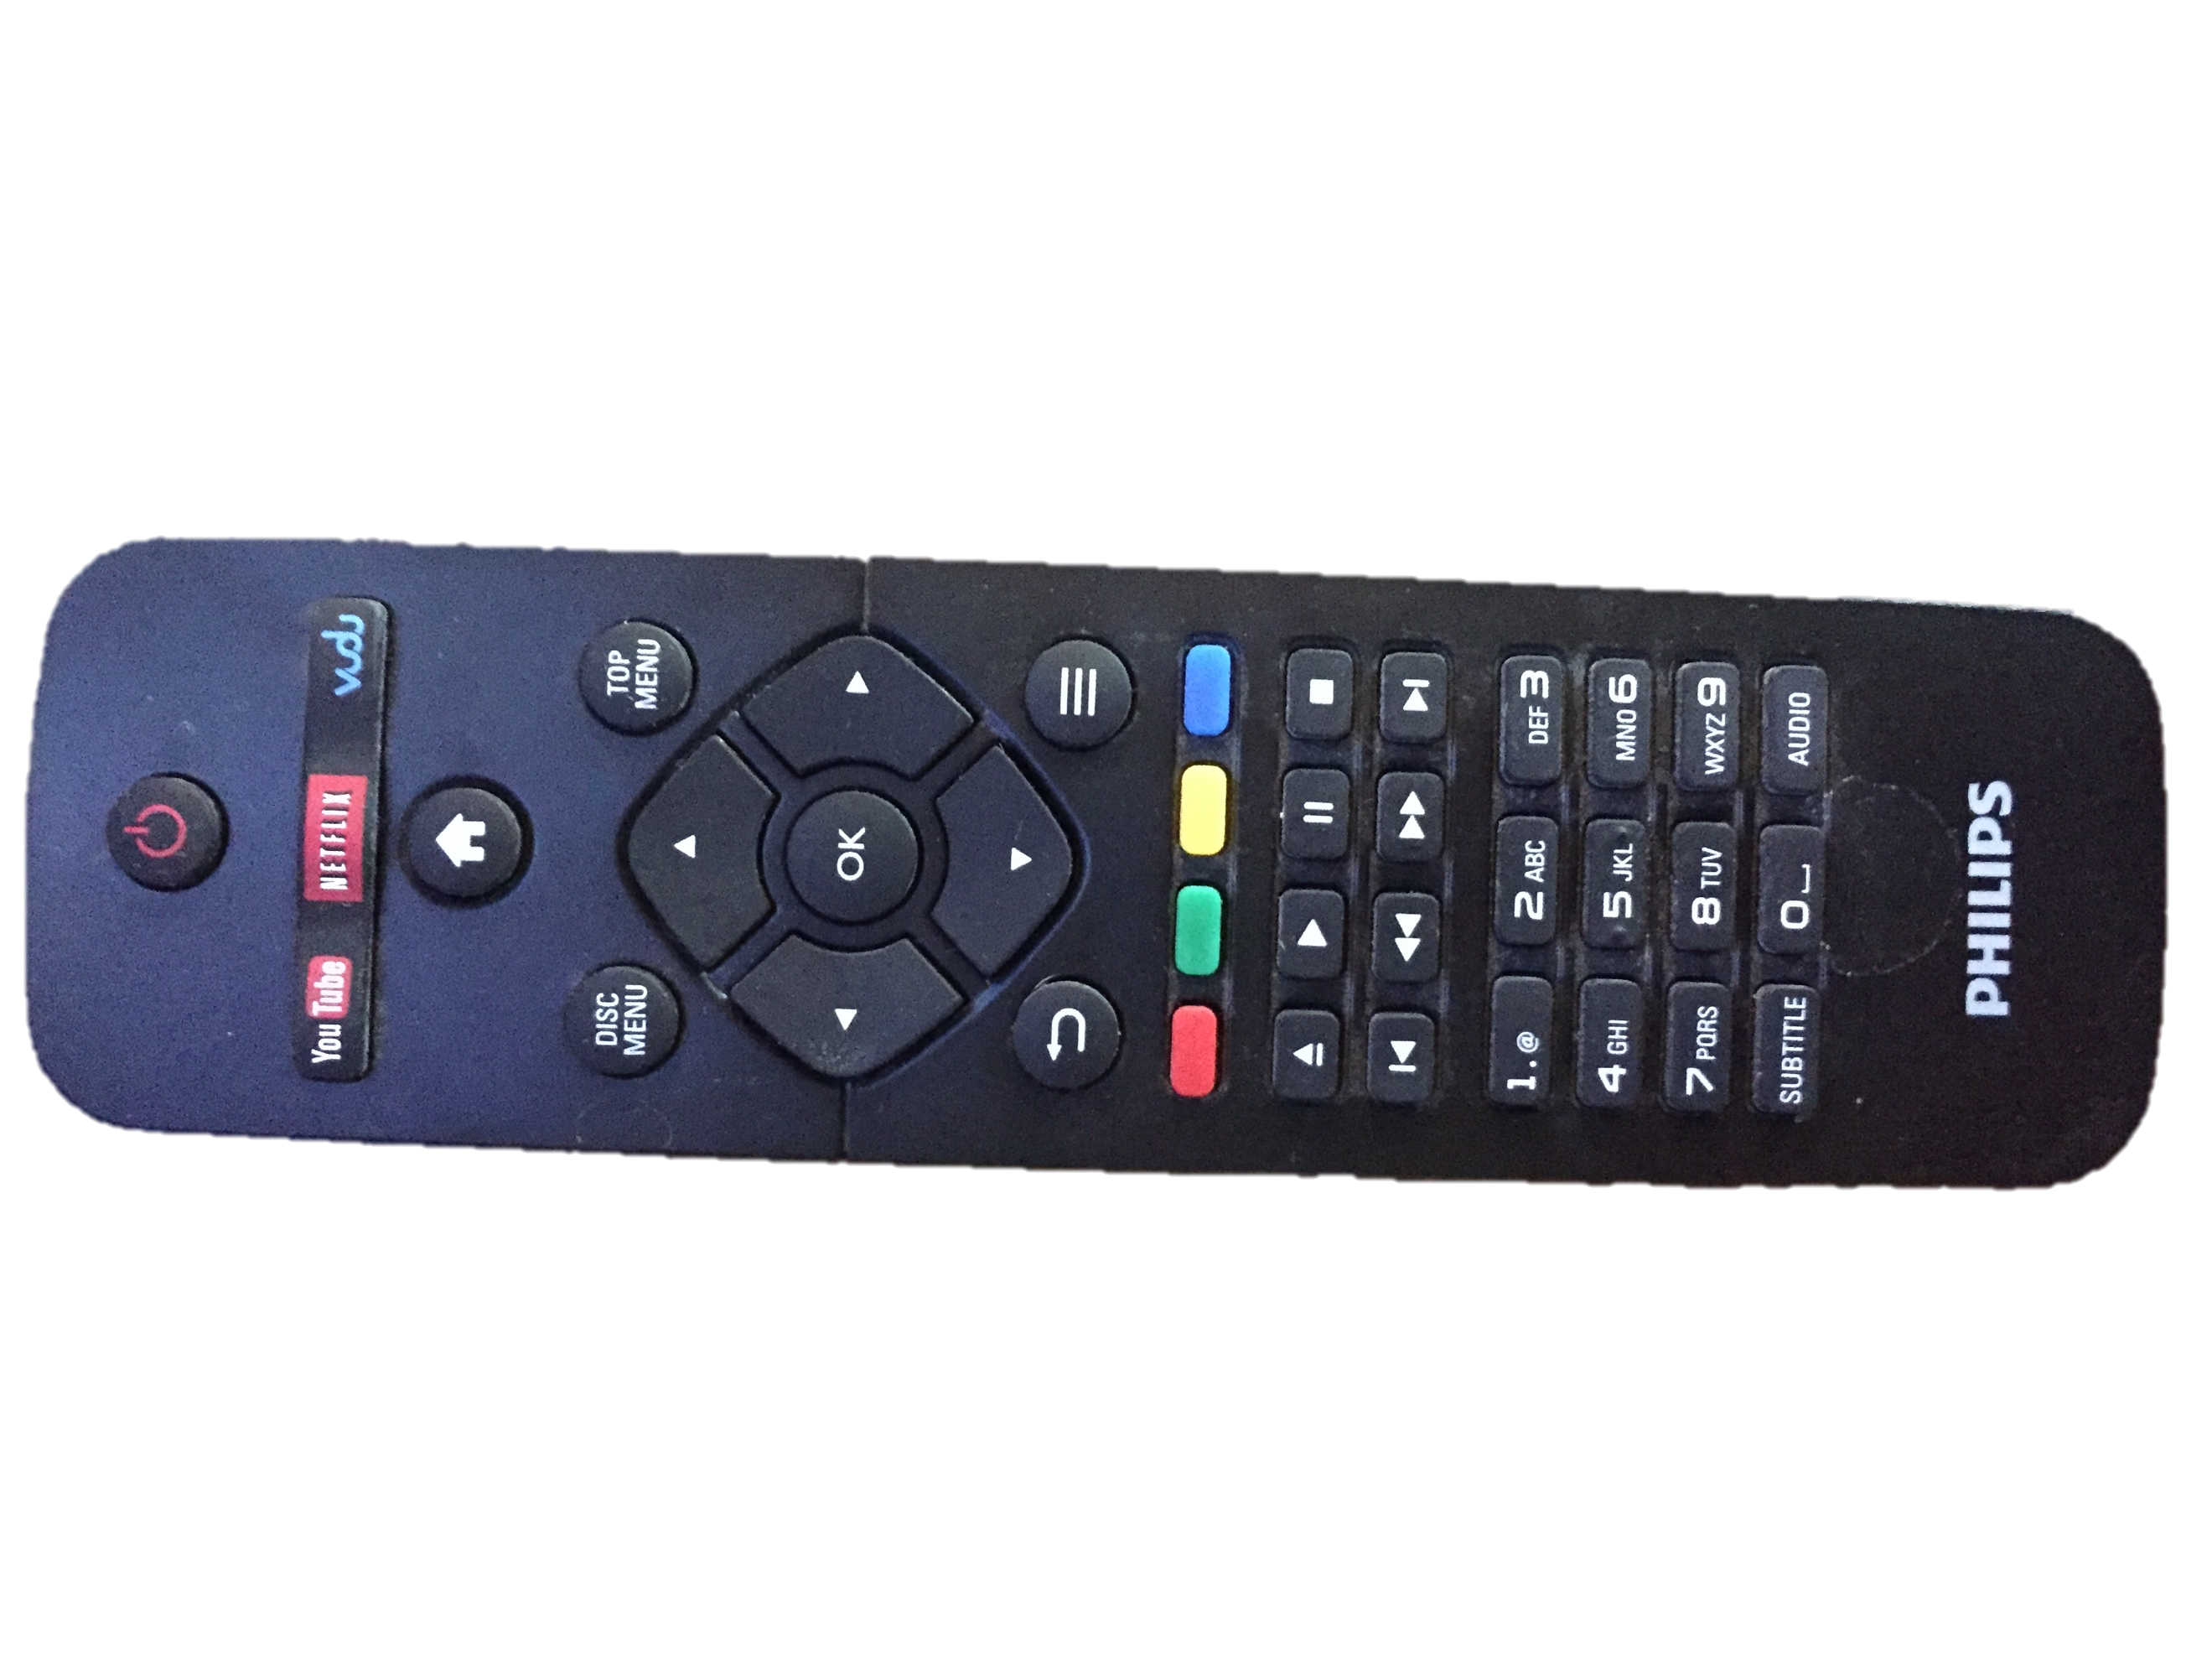 YouTube NETFLIX vudu
DISC MENU TOP MENU
OK
1.@ 2 ABC DEF 3
4 GHI 5 JKL MNO 6
7 PQRS 8 TUV WXYZ 9
SUBTITLE 0 AUDIO
PHILIPS